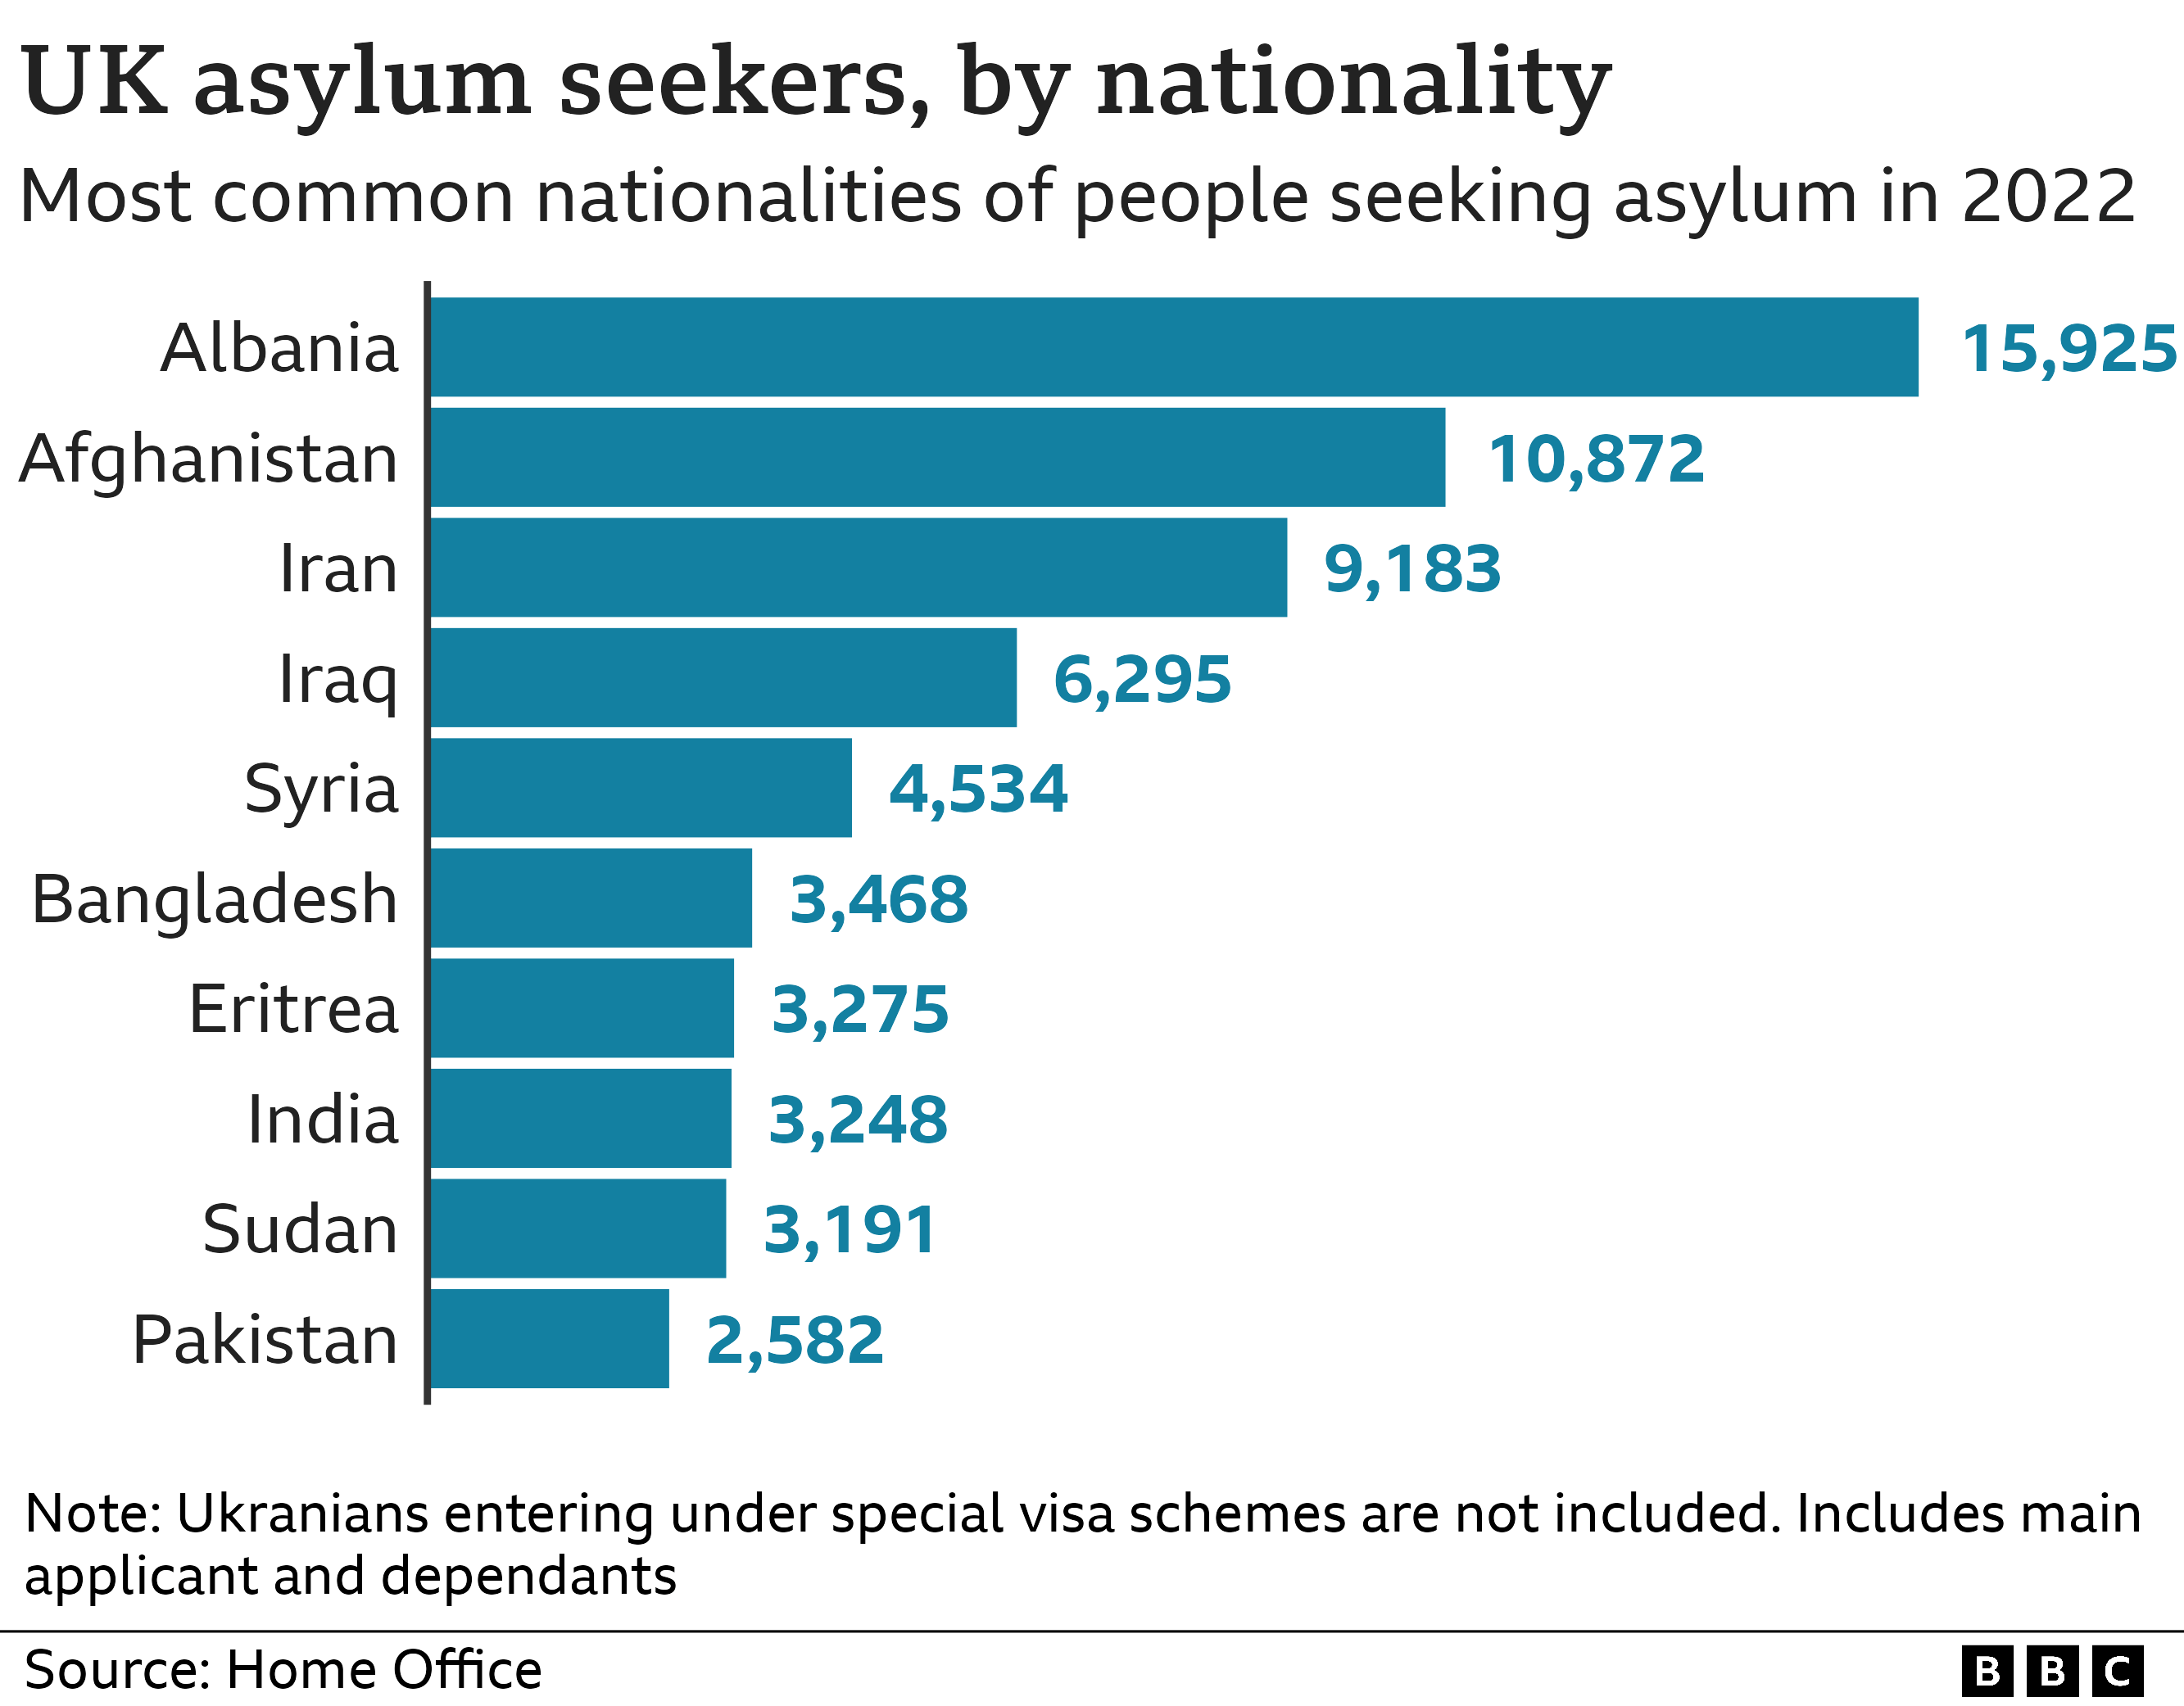 UK asylum seekers, by nationality
Most common nationalities of people seeking asylum in 2022
Albania 15,925
Afghanistan 10,872
Iran 9,183
Iraq 6,295
Syria 4,534
Bangladesh 3,468
Eritrea 3,275
India 3,248
Sudan 3,191
Pakistan 2,582
Note: Ukranians entering under special visa schemes are not included. Includes main
applicant and dependants
Source: Home Office
BBC